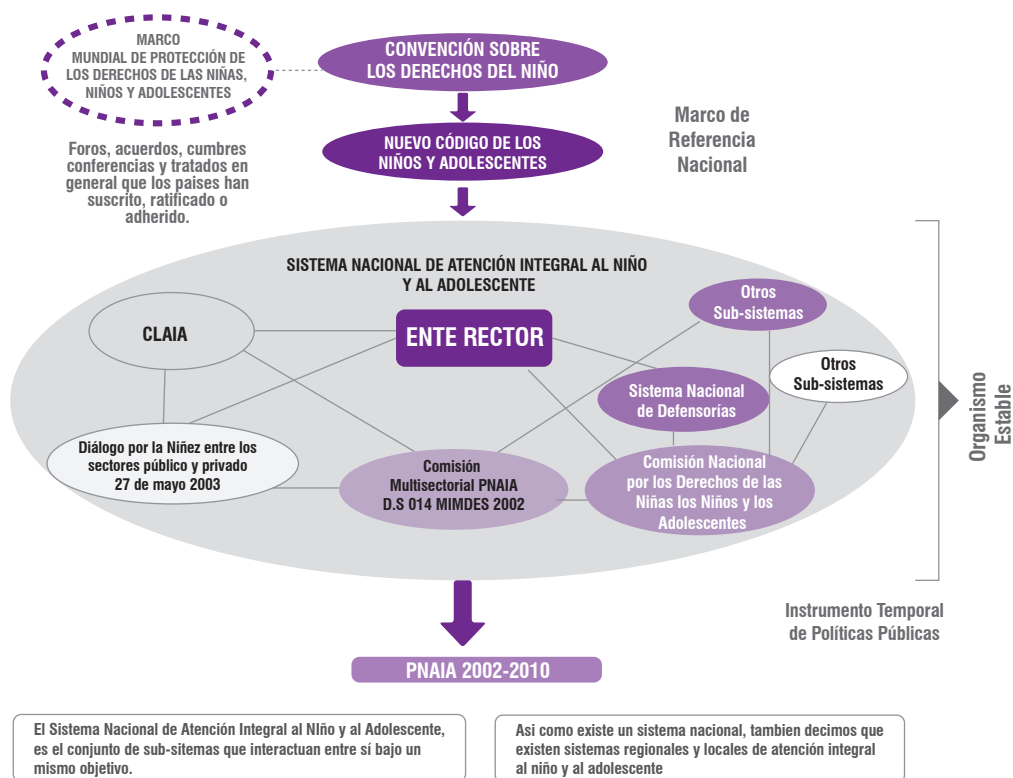 MARCO
MUNDIAL DE PROTECCIÓN DE
LOS DERECHOS DE LAS NIÑAS,
NIÑOS Y ADOLESCENTES
CONVENCIÓN SOBRE
LOS DERECHOS DEL NIÑO
Foros, acuerdos, cumbres
conferencias y tratados en
general que los paises han
suscrito, ratificado o
adherido.
NUEVO CÓDIGO DE LOS
NIÑOS Y ADOLESCENTES
Marco de
Referencia
Nacional
SISTEMA NACIONAL DE ATENCIÓN INTEGRAL AL NIÑO
Y AL ADOLESCENTE
CLAIA
ENTE RECTOR
Otros
Sub-sistemas
Otros
Sub-sistemas
Sistema Nacional
de Defensorías
Diálogo por la Niñez entre los
sectores público y privado
27 de mayo 2003
Comisión
Multisectorial PNAIA
D.S 014 MIMDES 2002
Comisión Nacional
por los Derechos de las
Niñas los Niños y los
Adolescentes
Organismo
Estable
Instrumento Temporal
de Políticas Públicas
PNAIA 2002-2010
El Sistema Nacional de Atención Integral al NIño y al Adolescente,
es el conjunto de sub-sitemas que interactuan entre sí bajo un
mismo objetivo.
Asi como existe un sistema nacional, tambien decimos que
existen sistemas regionales y locales de atención integral
al niño y al adolescente